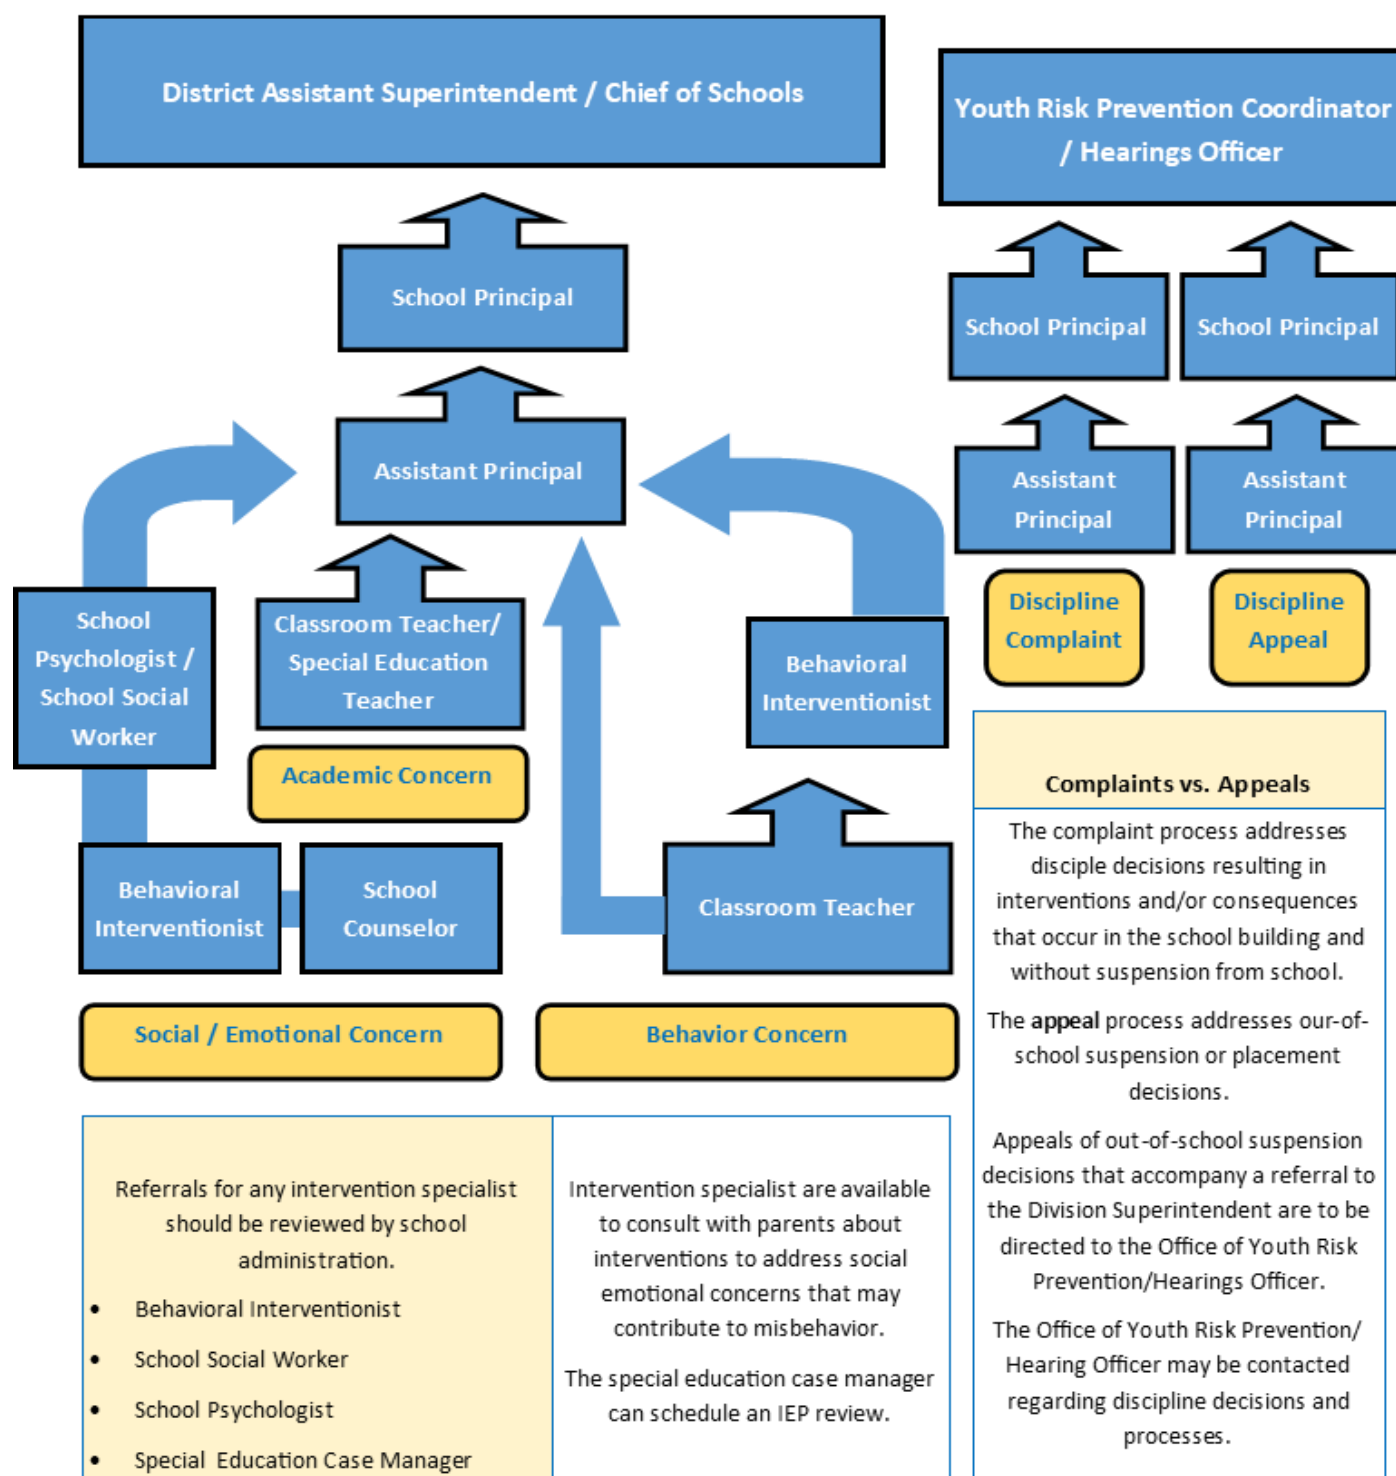 District Assistant Superintendent / Chief of Schools
Youth Risk Prevention Coordinator
/ Hearings Officer
School Principal
School Principal
School Principal
Assistant Principal
Assistant
Principal
Assistant
Principal
School
Psychologist /
School Social
Worker
Classroom Teacher/
Special Education
Teacher
Behavioral
Interventionist
Discipline
Complaint
Discipline
Appeal
Academic Concern
Behavioral
Interventionist
School
Counselor
Classroom Teacher
Social / Emotional Concern
Behavior Concern
Referrals for any intervention specialist
should be reviewed by school
administration.
• Behavioral Interventionist
• School Social Worker
• School Psychologist
• Special Education Case Manager
Intervention specialist are available
to consult with parents about
interventions to address social
emotional concerns that may
contribute to misbehavior.
The special education case manager
can schedule an IEP review.
Complaints vs. Appeals
The complaint process addresses
disciple decisions resulting in
interventions and/or consequences
that occur in the school building and
without suspension from school.
The appeal process addresses our-of-
school suspension or placement
decisions.
Appeals of out-of-school suspension
decisions that accompany a referral to
the Division Superintendent are to be
directed to the Office of Youth Risk
Prevention/Hearings Officer.
The Office of Youth Risk Prevention/
Hearing Officer may be contacted
regarding discipline decisions and
processes.